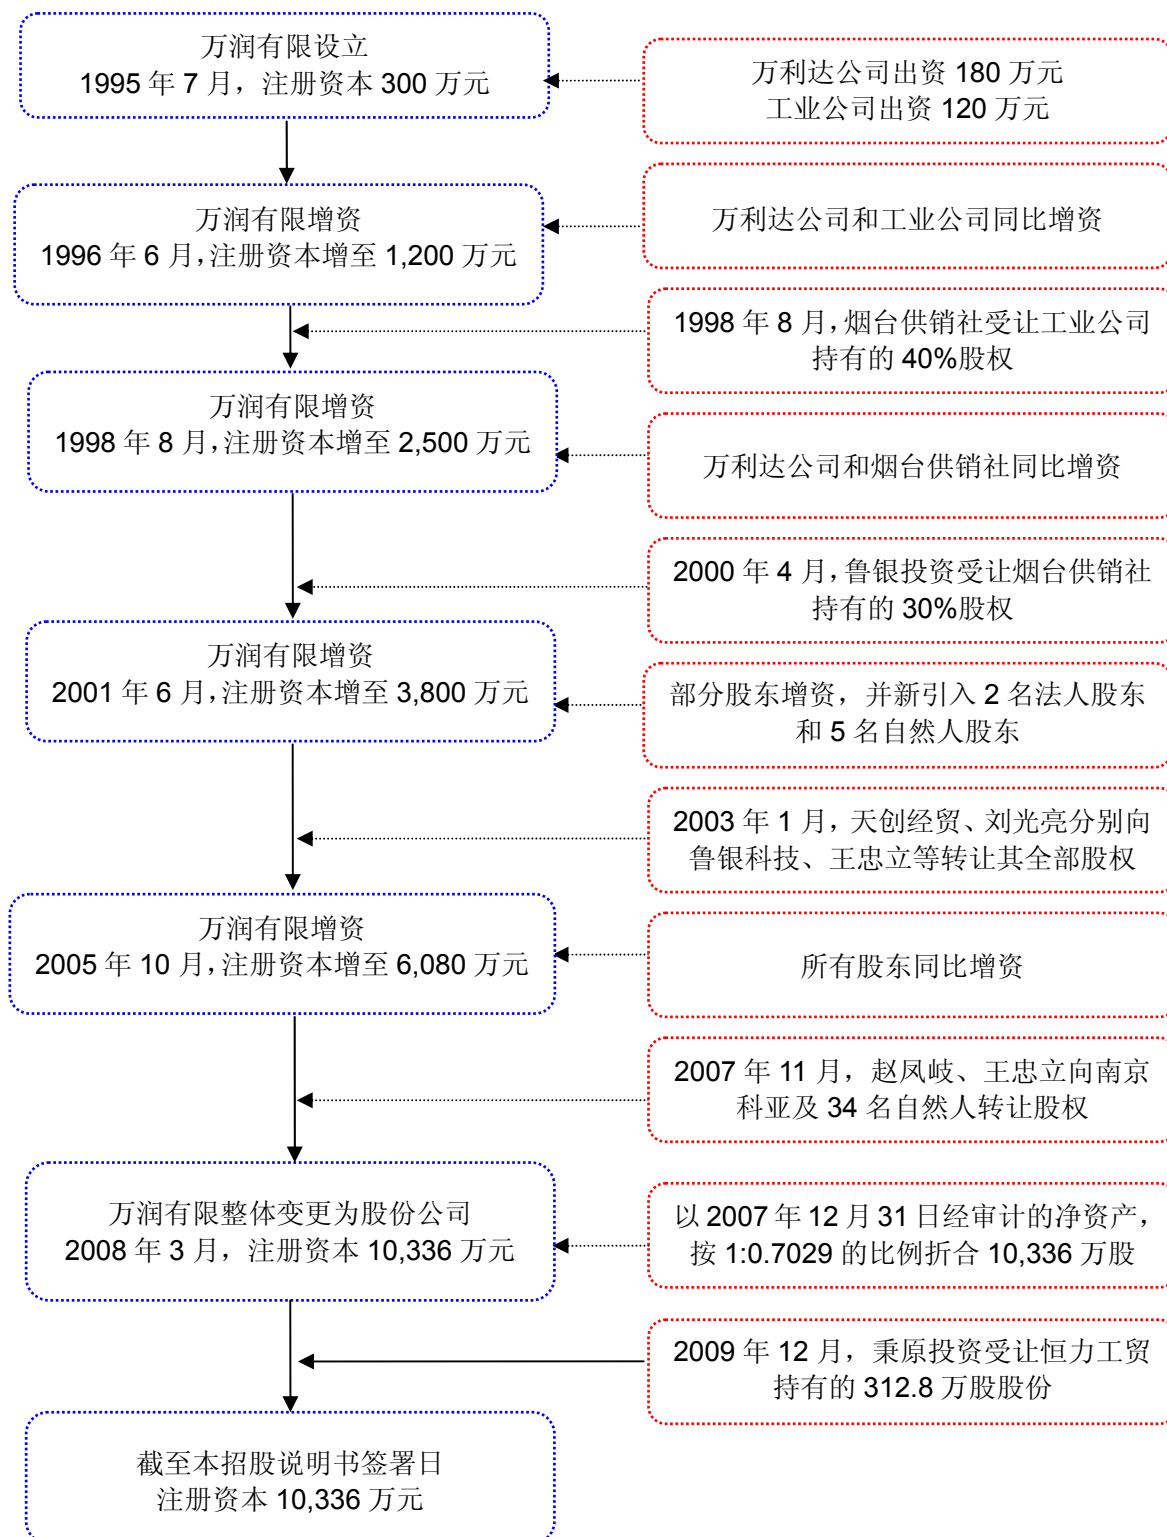 万润有限设立
1995 年 7 月，注册资本 300 万元
万利达公司出资 180 万元
工业公司出资 120 万元
万润有限增资
1996 年 6 月，注册资本增至 1,200 万元
万利达公司和工业公司同比增资
1998 年 8 月，烟台供销社受让工业公司
持有的 40%股权
万润有限增资
1998 年 8 月，注册资本增至 2,500 万元
万利达公司和烟台供销社同比增资
2000 年 4 月，鲁银投资受让烟台供销社
持有的 30%股权
万润有限增资
2001 年 6 月，注册资本增至 3,800 万元
部分股东增资，并新引入 2 名法人股东
和 5 名自然人股东
2003 年 1 月，天创经贸、刘光亮分别向
鲁银科技、王忠立等转让其全部股权
万润有限增资
2005 年 10 月，注册资本增至 6,080 万元
所有股东同比增资
2007 年 11 月，赵凤岐、王忠立向南京
科亚及 34 名自然人转让股权
万润有限整体变更为股份公司
2008 年 3 月，注册资本 10,336 万元
以 2007 年 12 月 31 日经审计的净资产，
按 1:0.7029 的比例折合 10,336 万股
2009 年 12 月，秉原投资受让恒力工贸
持有的 312.8 万股股份
截至本招股说明书签署日
注册资本 10,336 万元